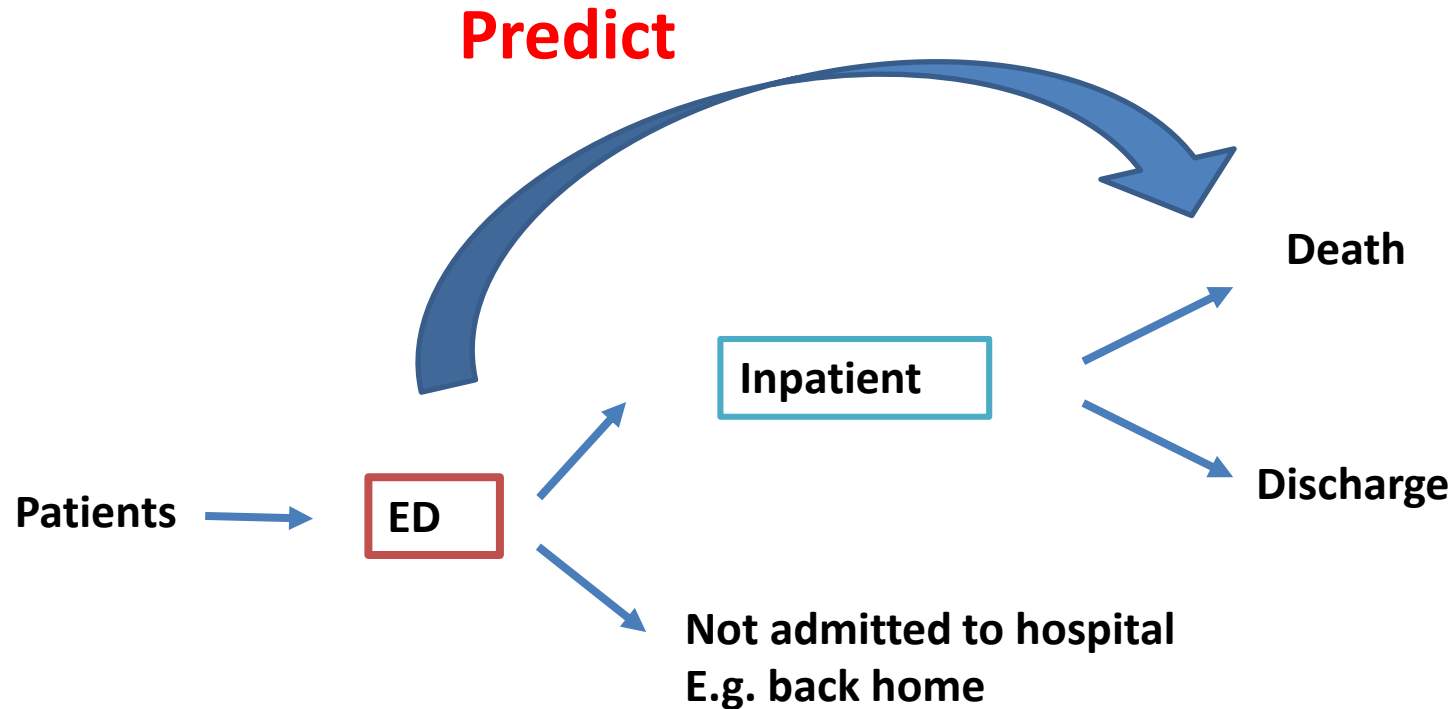 Predict
Death
Inpatient
Discharge
Patients
ED
Not admitted to hospital
E.g. back home